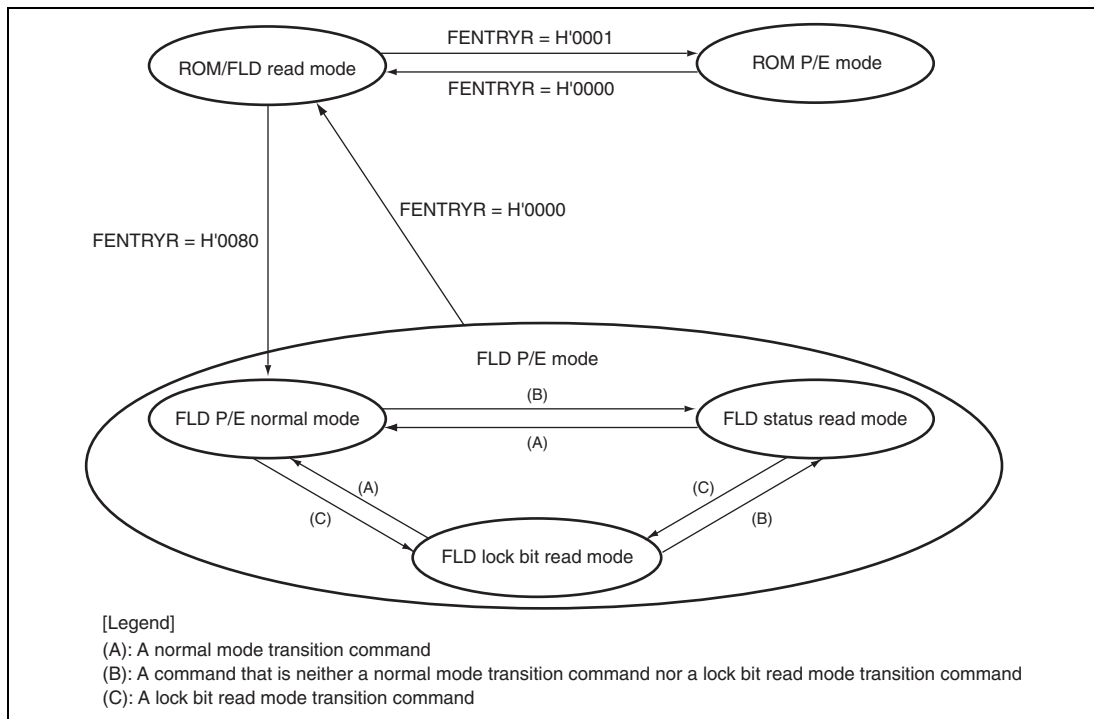 FENTRYR = H'0001
ROM/FLD read mode
ROM P/E mode
FENTRYR = H'0000
FENTRYR = H'0000
FENTRYR = H'0080
FLD P/E mode
(B)
FLD P/E normal mode
FLD status read mode
(A)
(A)
(C)
(C)
(B)
FLD lock bit read mode
[Legend]
(A): A normal mode transition command
(B): A command that is neither a normal mode transition command nor a lock bit read mode transition command
(C): A lock bit read mode transition command